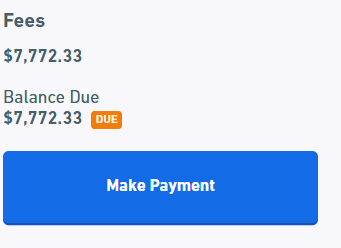 Fees
$7,772.33
Balance Due
$7,772.33 DUE
Make Payment